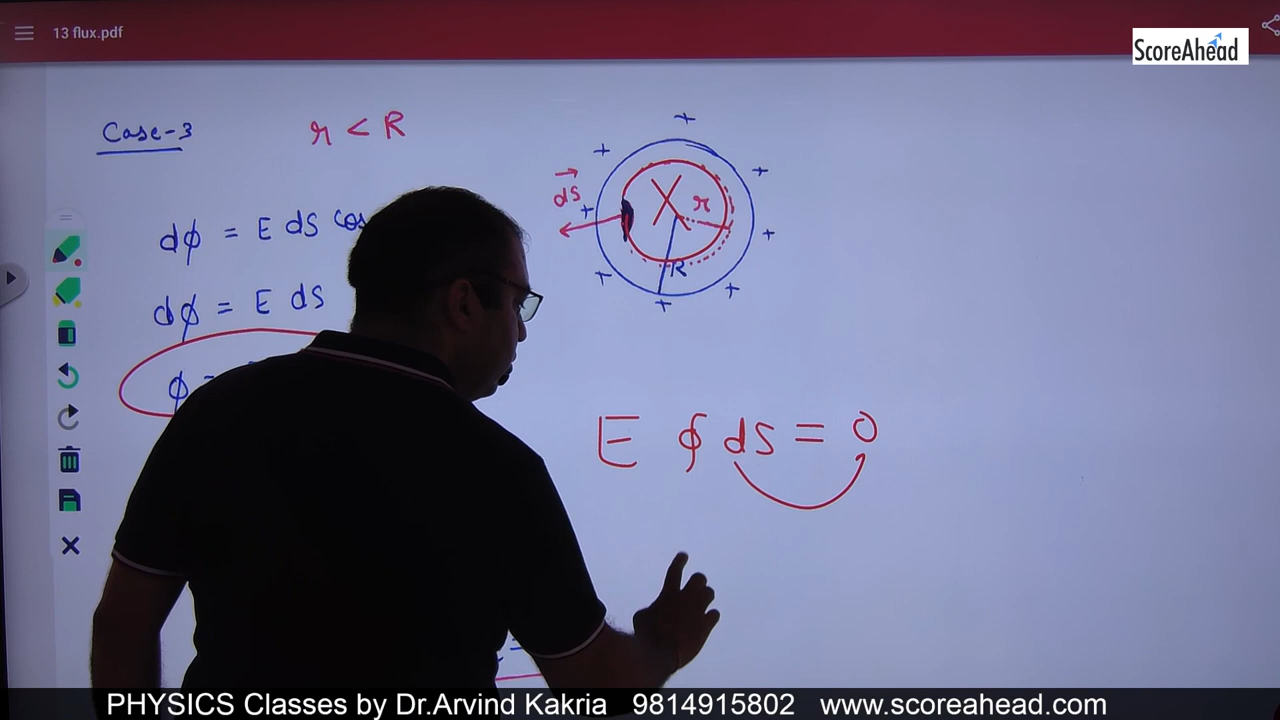 13 flux.pdf
ScoreAhead
Case-3
r < R
dS
r
R
dϕ = E dS cos
dϕ = E dS
ϕ =
E ∮ dS = 0
PHYSICS Classes by Dr.Arvind Kakria 9814915802 www.scoreahead.com